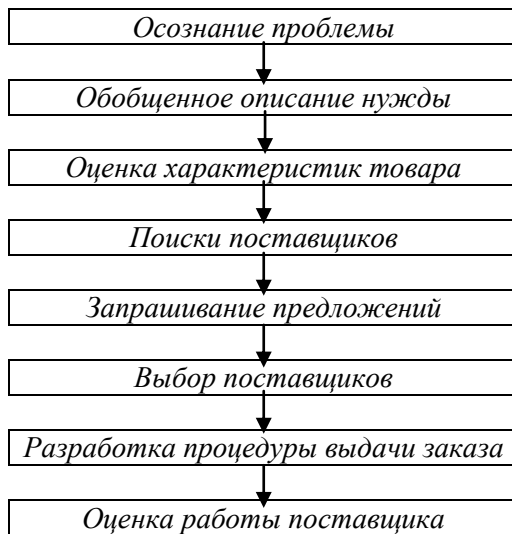 Осознание проблемы
Обобщенное описание нужды
Оценка характеристик товара
Поиски поставщиков
Запрашивание предложений
Выбор поставщиков
Разработка процедуры выдачи заказа
Оценка работы поставщика